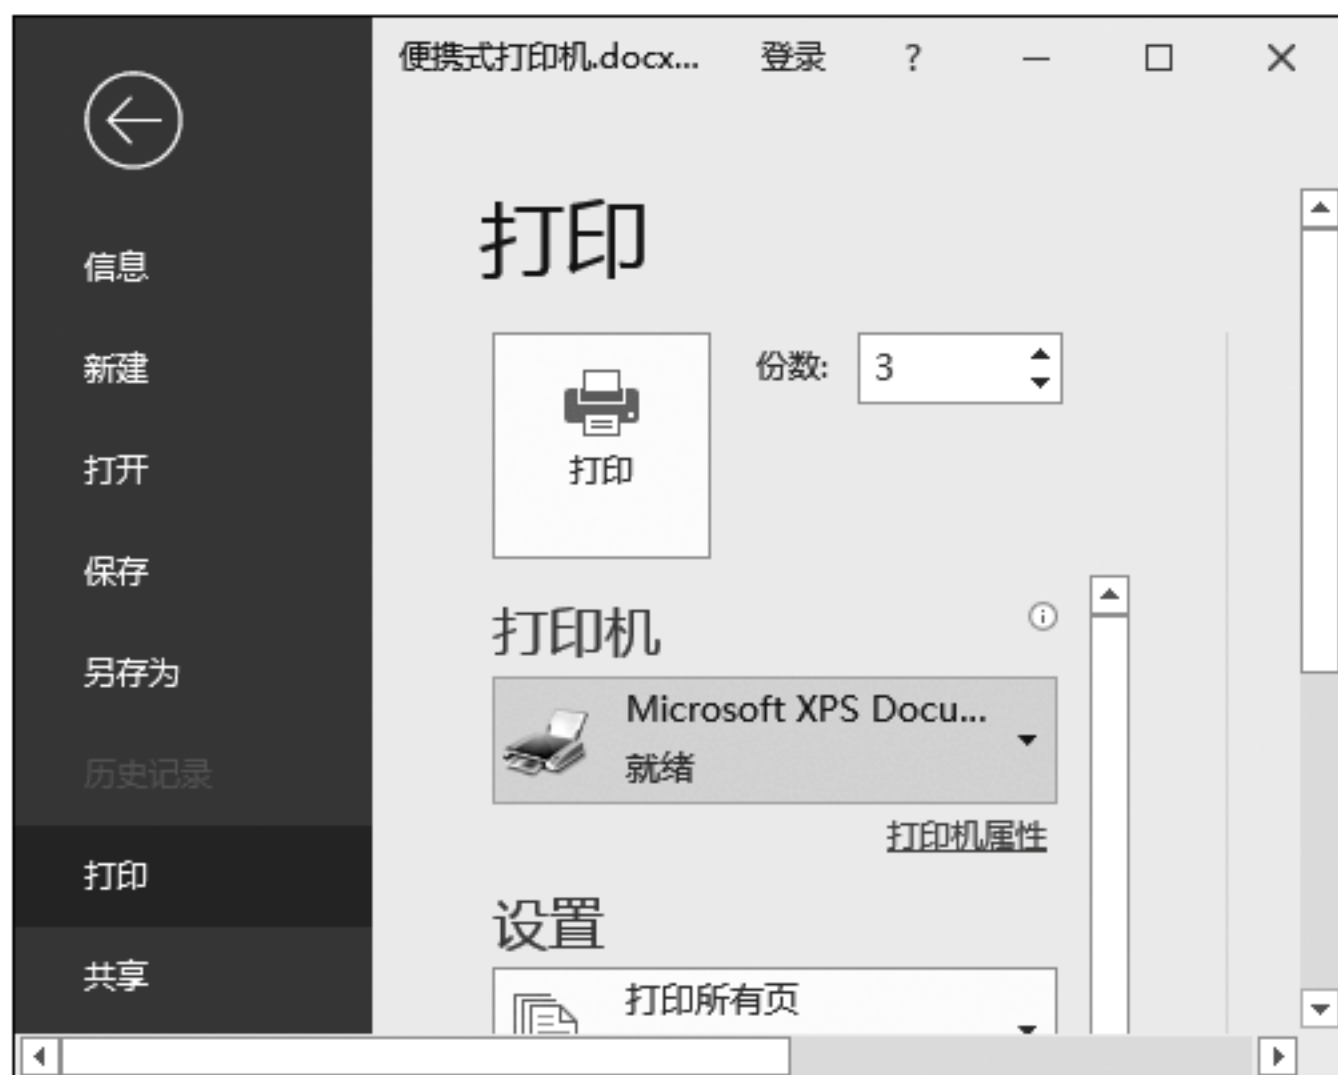 便携式打印机.docx... 登录 ?
打印
信息
新建
打开
保存
另存为
历史记录
打印
共享
打印
份数: 3
打印机
Microsoft XPS Docu...
就绪
打印机属性
设置
打印所有页